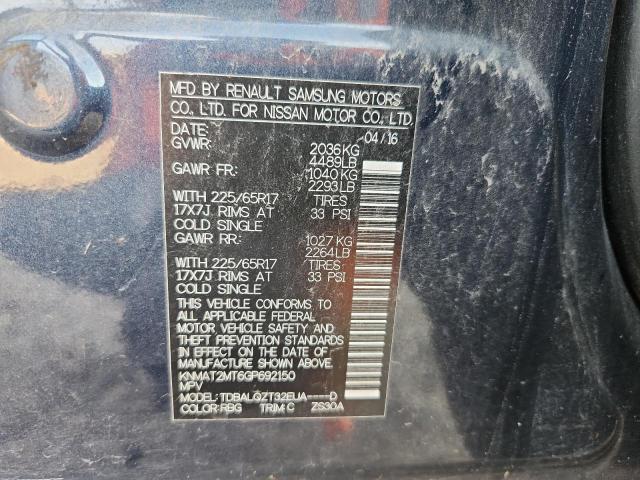 MFD BY RENAULT SAMSUNG MOTORS
CO., LTD. FOR NISSAN MOTOR CO., LTD.
DATE: 04/16
GVWR: 2036KG
4489LB
GAWR FR: 1040KG
2293LB
WITH 225/65R17 TIRES
17X7J RIMS AT 33 PSI
COLD SINGLE
GAWR RR: 1027KG
2264LB
WITH 225/65R17 TIRES
17X7J RIMS AT 33 PSI
COLD SINGLE
THIS VEHICLE CONFORMS TO
ALL APPLICABLE FEDERAL
MOTOR VEHICLE SAFETY AND
THEFT PREVENTION STANDARDS
IN EFFECT ON THE DATE OF
MANUFACTURE SHOWN ABOVE.
KNMAT2MT6GP692150
MPV
MODEL: TDBALQZT32EUA----D
COLOR: RBG TRIM: C ZS30A